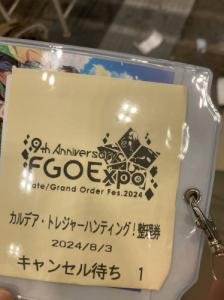 9th Anniversary
FGO Expo
Fate/Grand Order Fes.2024
カルデア・トレジャーハンティング!整理券
2024/8/3
キャンセル待ち 1